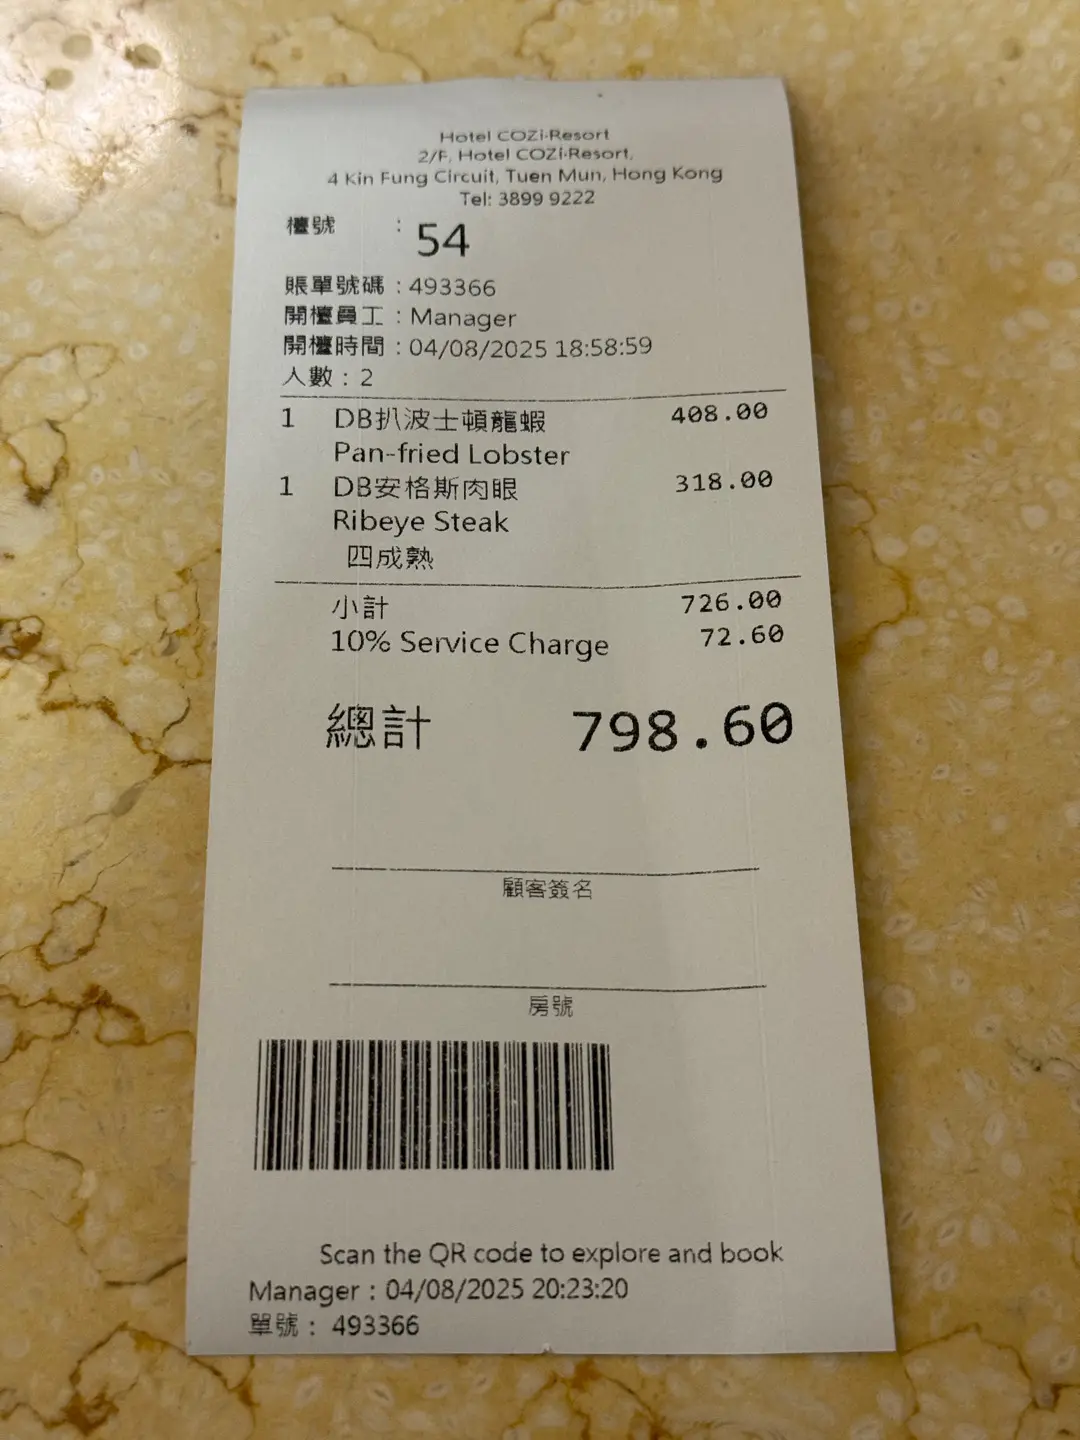 Hotel COZi·Resort
2/F, Hotel COZi·Resort,
4 Kin Fung Circuit, Tuen Mun, Hong Kong
Tel: 3899 9222
檯號 : 54
賬單號碼 : 493366
開檯員工 : Manager
開檯時間 : 04/08/2025 18:58:59
人數 : 2
1 DB扒波士頓龍蝦 408.00
Pan-fried Lobster
1 DB安格斯肉眼 318.00
Ribeye Steak
四成熟
小計 726.00
10% Service Charge 72.60
總計 798.60
顧客簽名
房號
Scan the QR code to explore and book
Manager : 04/08/2025 20:23:20
單號 : 493366